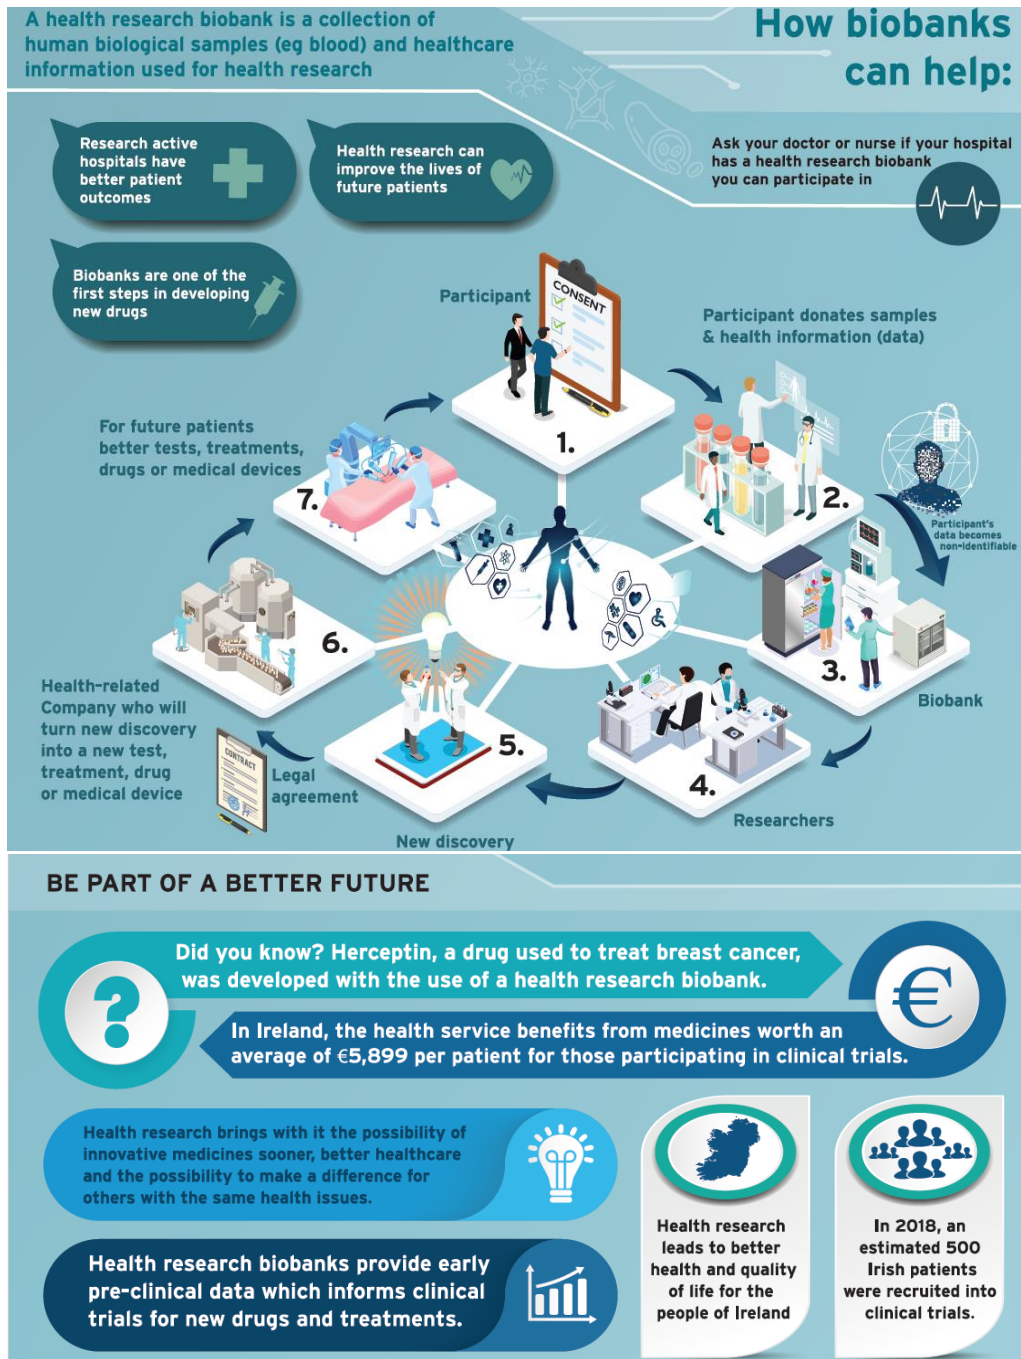 A health research biobank is a collection of
human biological samples (eg blood) and healthcare
information used for health research
How biobanks
can help:
Research active
hospitals have
better patient
outcomes
Health research can
improve the lives of
future patients
Ask your doctor or nurse if your hospital
has a health research biobank
you can participate in
Biobanks are one of the
first steps in developing
new drugs
Participant
CONSENT
1.
Participant donates samples
& health information (data)
2.
Participant's
data becomes
non-identifiable
3.
Biobank
4.
Researchers
5.
New discovery
Legal
agreement
CONTRACT
6.
Health-related
Company who will
turn new discovery
into a new test,
treatment, drug
or medical device
7.
For future patients
better tests, treatments,
drugs or medical devices
BE PART OF A BETTER FUTURE
?
Did you know? Herceptin, a drug used to treat breast cancer,
was developed with the use of a health research biobank.
€
In Ireland, the health service benefits from medicines worth an
average of €5,899 per patient for those participating in clinical trials.
Health research brings with it the possibility of
innovative medicines sooner, better healthcare
and the possibility to make a difference for
others with the same health issues.
Health research biobanks provide early
pre-clinical data which informs clinical
trials for new drugs and treatments.
Health research
leads to better
health and quality
of life for the
people of Ireland
In 2018, an
estimated 500
Irish patients
were recruited into
clinical trials.